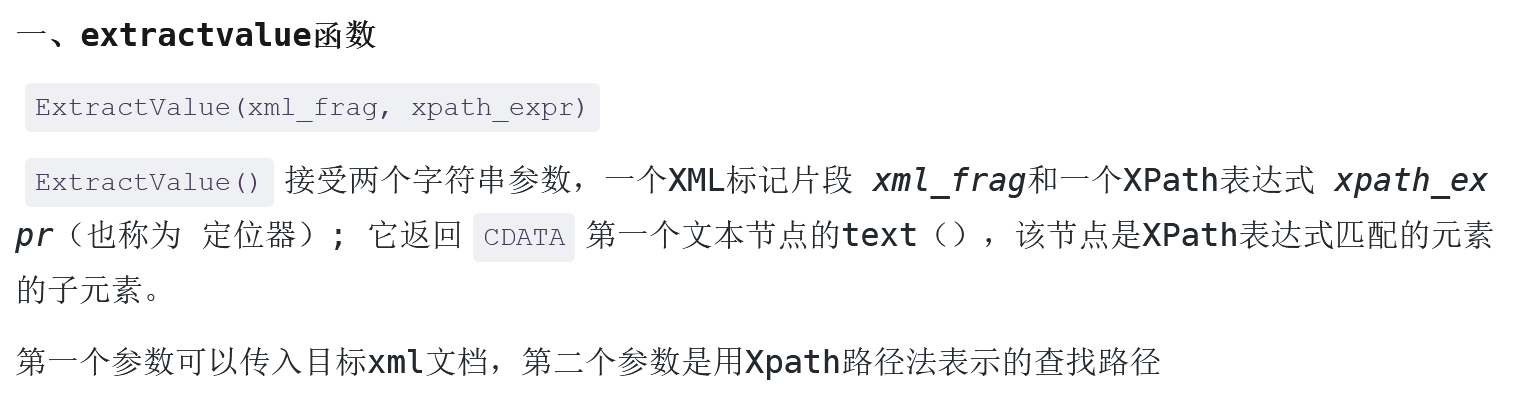 一、extractvalue函数
ExtractValue(xml_frag, xpath_expr)
ExtractValue() 接受两个字符串参数，一个XML标记片段 xml_frag和一个XPath表达式 xpath_ex
pr（也称为 定位器）; 它返回 CDATA 第一个文本节点的text（），该节点是XPath表达式匹配的元素
的子元素。
第一个参数可以传入目标xml文档，第二个参数是用Xpath路径法表示的查找路径